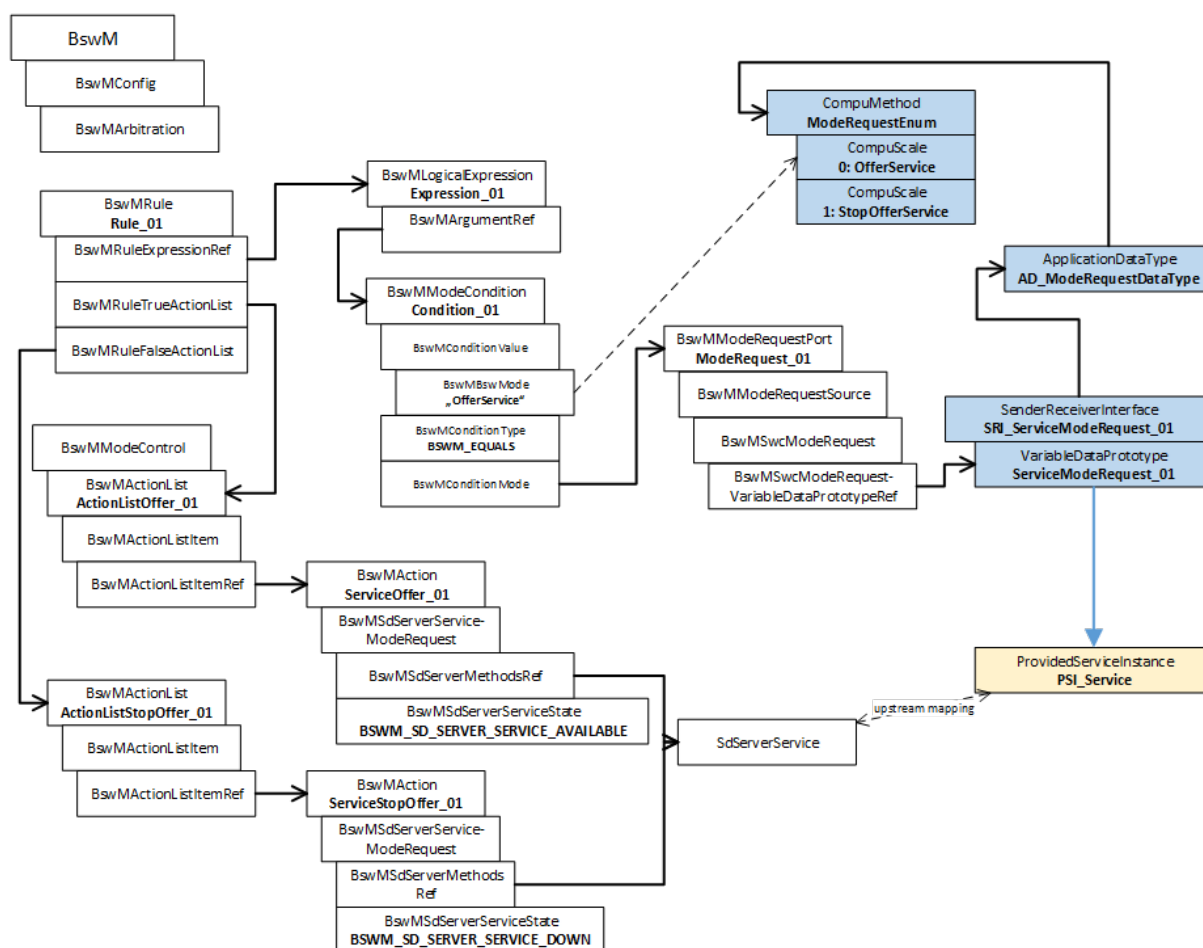 BswM
BswMConfig
BswMArbitration
BswMRule
Rule_01
BswMRuleExpressionRef
BswMRuleTrueActionList
BswMRuleFalseActionList
BswMLogicalExpression
Expression_01
BswMArgumentRef
BswMModeCondition
Condition_01
BswMConditionValue
BswMBswMode
„OfferService“
BswMConditionType
BSWM_EQUALS
BswMConditionMode
CompuMethod
ModeRequestEnum
CompuScale
0: OfferService
CompuScale
1: StopOfferService
ApplicationDataType
AD_ModeRequestDataType
BswMModeRequestPort
ModeRequest_01
BswMModeRequestSource
BswMSwcModeRequest
BswMSwcModeRequest-
VariableDataPrototypeRef
SenderReceiverInterface
SRI_ServiceModeRequest_01
VariableDataPrototype
ServiceModeRequest_01
BswMModeControl
BswMActionList
ActionListOffer_01
BswMActionListItem
BswMActionListItemRef
BswMAction
ServiceOffer_01
BswMSdServerService-
ModeRequest
BswMSdServerMethodsRef
BswMSdServerServiceState
BSWM_SD_SERVER_SERVICE_AVAILABLE
ProvidedServiceInstance
PSI_Service
upstream mapping
SdServerService
BswMActionList
ActionListStopOffer_01
BswMActionListItem
BswMActionListItemRef
BswMAction
ServiceStopOffer_01
BswMSdServerService-
ModeRequest
BswMSdServerMethods
Ref
BswMSdServerServiceState
BSWM_SD_SERVER_SERVICE_DOWN